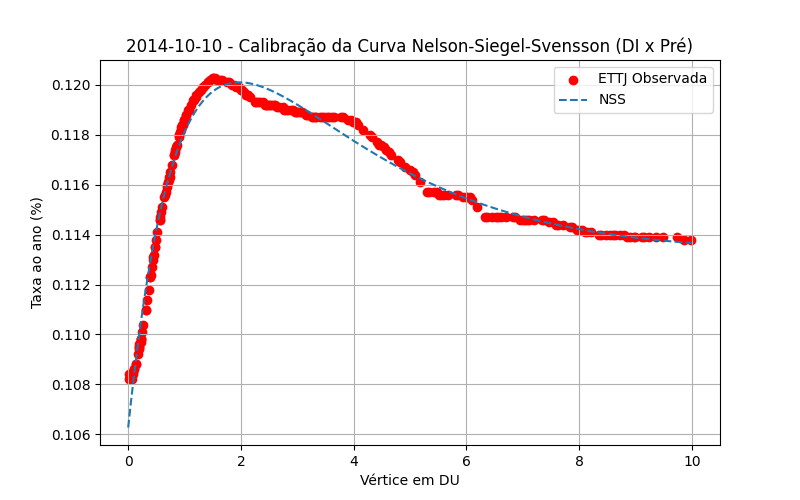 2014-10-10 - Calibração da Curva Nelson-Siegel-Svensson (DI x Pré)
ETTJ Observada
NSS
Taxa ao ano (%)
0.120
0.118
0.116
0.114
0.112
0.110
0.108
0.106
0 2 4 6 8 10
Vértice em DU